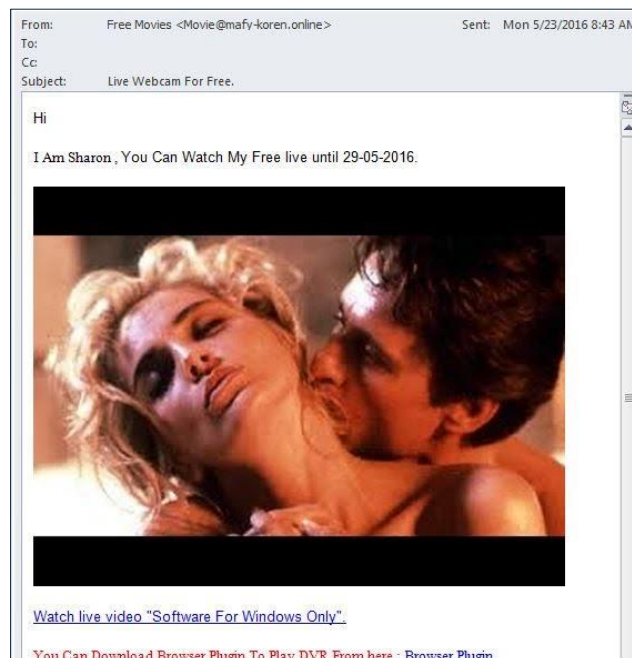 From: Free Movies <Movie@mafy-koren.online> Sent: Mon 5/23/2016 8:43 AM
To:
Cc:
Subject: Live Webcam For Free.
Hi
I Am Sharon , You Can Watch My Free live until 29-05-2016.
Watch live video "Software For Windows Only".
You Can Download Browser Plugin To Play DVR From here : Browser Plugin